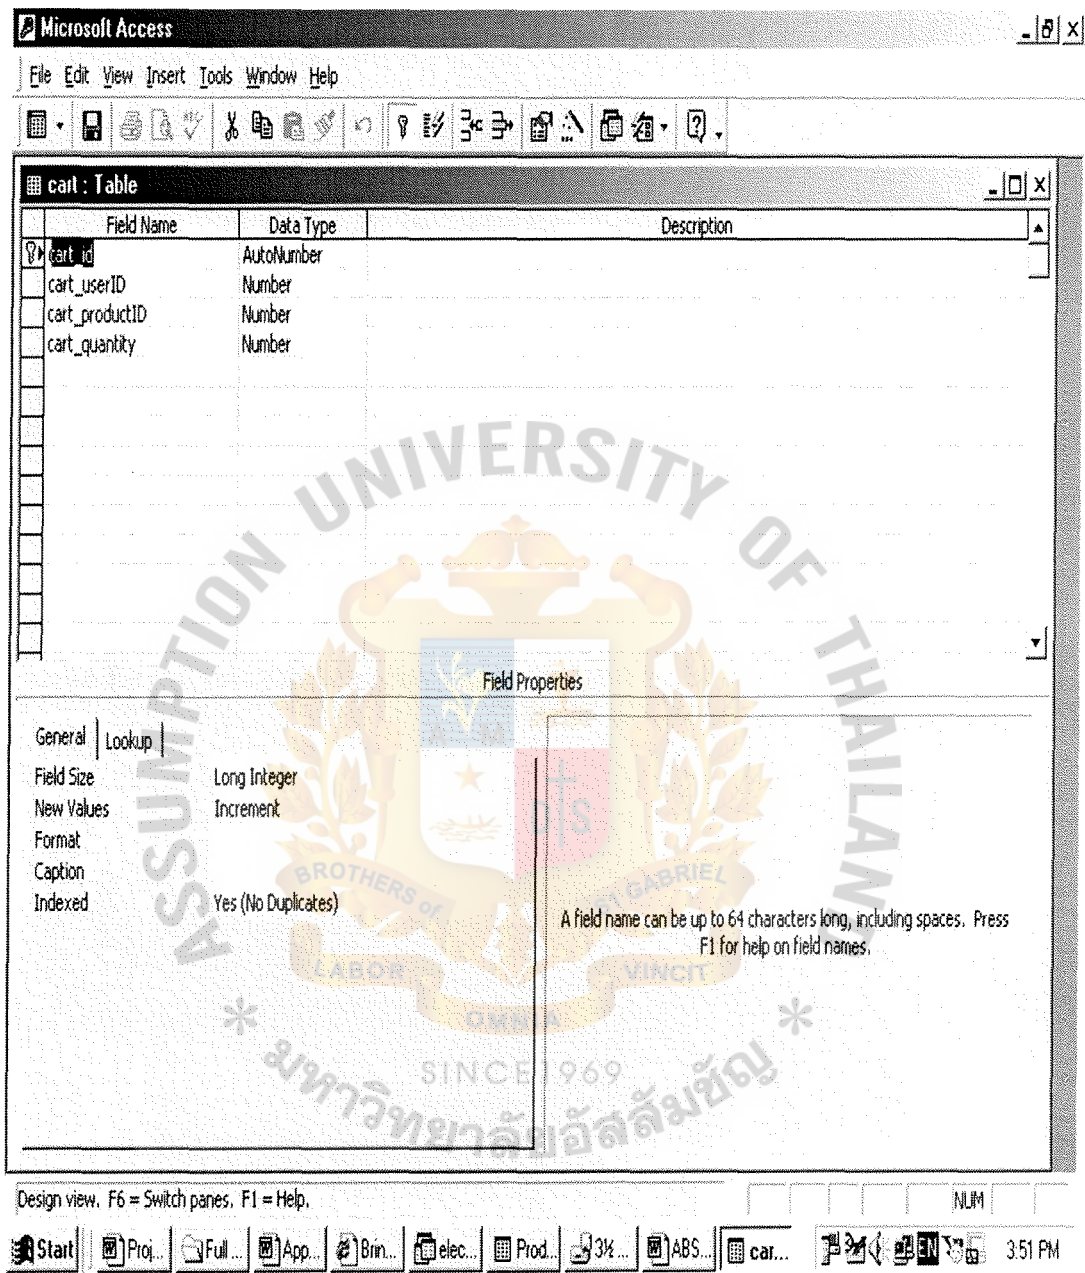 Microsoft Access
File Edit View Insert Tools Window Help
cart : Table
Field Name Data Type Description
cart_id AutoNumber
cart_userID Number
cart_productID Number
cart_quantity Number
Field Properties
General Lookup
Field Size Long Integer
New Values Increment
Format
Caption
Indexed Yes (No Duplicates)
A field name can be up to 64 characters long, including spaces. Press
F1 for help on field names.
ASSUMPTION UNIVERSITY OF THAILAND
A M
D S
BROTHERS of ST GABRIEL
LABOR OMNIA VINCIT
SINCE1969
มหาวิทยาลัยอัสสัมชัญ
Design view. F6 = Switch panes. F1 = Help. NUM
Start Proj... Full ... App... Brin... elec... Prod... 3½ ... ABS... car... EN 3:51 PM